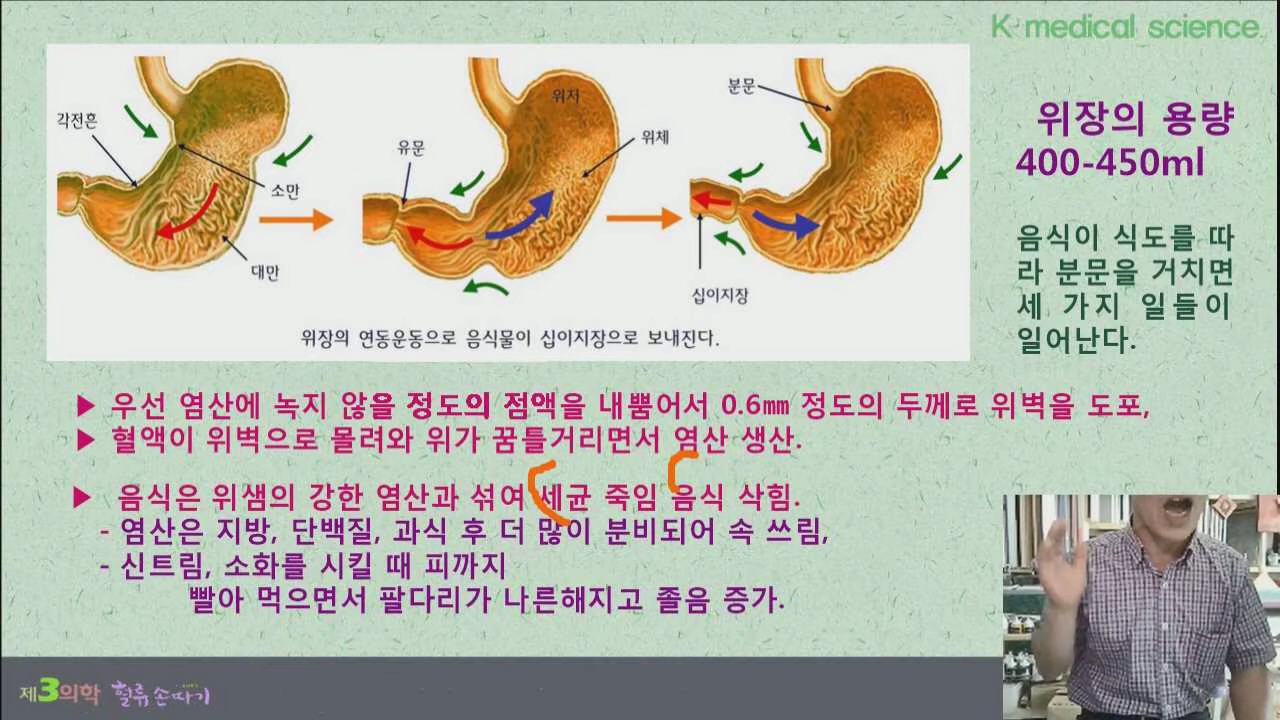 K medical science
각전흔
소만
대만
유문
위저
위체
분문
십이지장
위장의 연동운동으로 음식물이 십이지장으로 보내진다.
위장의 용량
400-450ml
음식이 식도를 따
라 분문을 거치면
세 가지 일들이
일어난다.
▶ 우선 염산에 녹지 않을 정도의 점액을 내뿜어서 0.6㎜ 정도의 두께로 위벽을 도포,
▶ 혈액이 위벽으로 몰려와 위가 꿈틀거리면서 염산 생산.
▶ 음식은 위샘의 강한 염산과 섞여 세균 죽임 음식 삭힘.
- 염산은 지방, 단백질, 과식 후 더 많이 분비되어 속 쓰림,
- 신트림, 소화를 시킬 때 피까지
빨아 먹으면서 팔다리가 나른해지고 졸음 증가.
제3의학 혈류 손따기